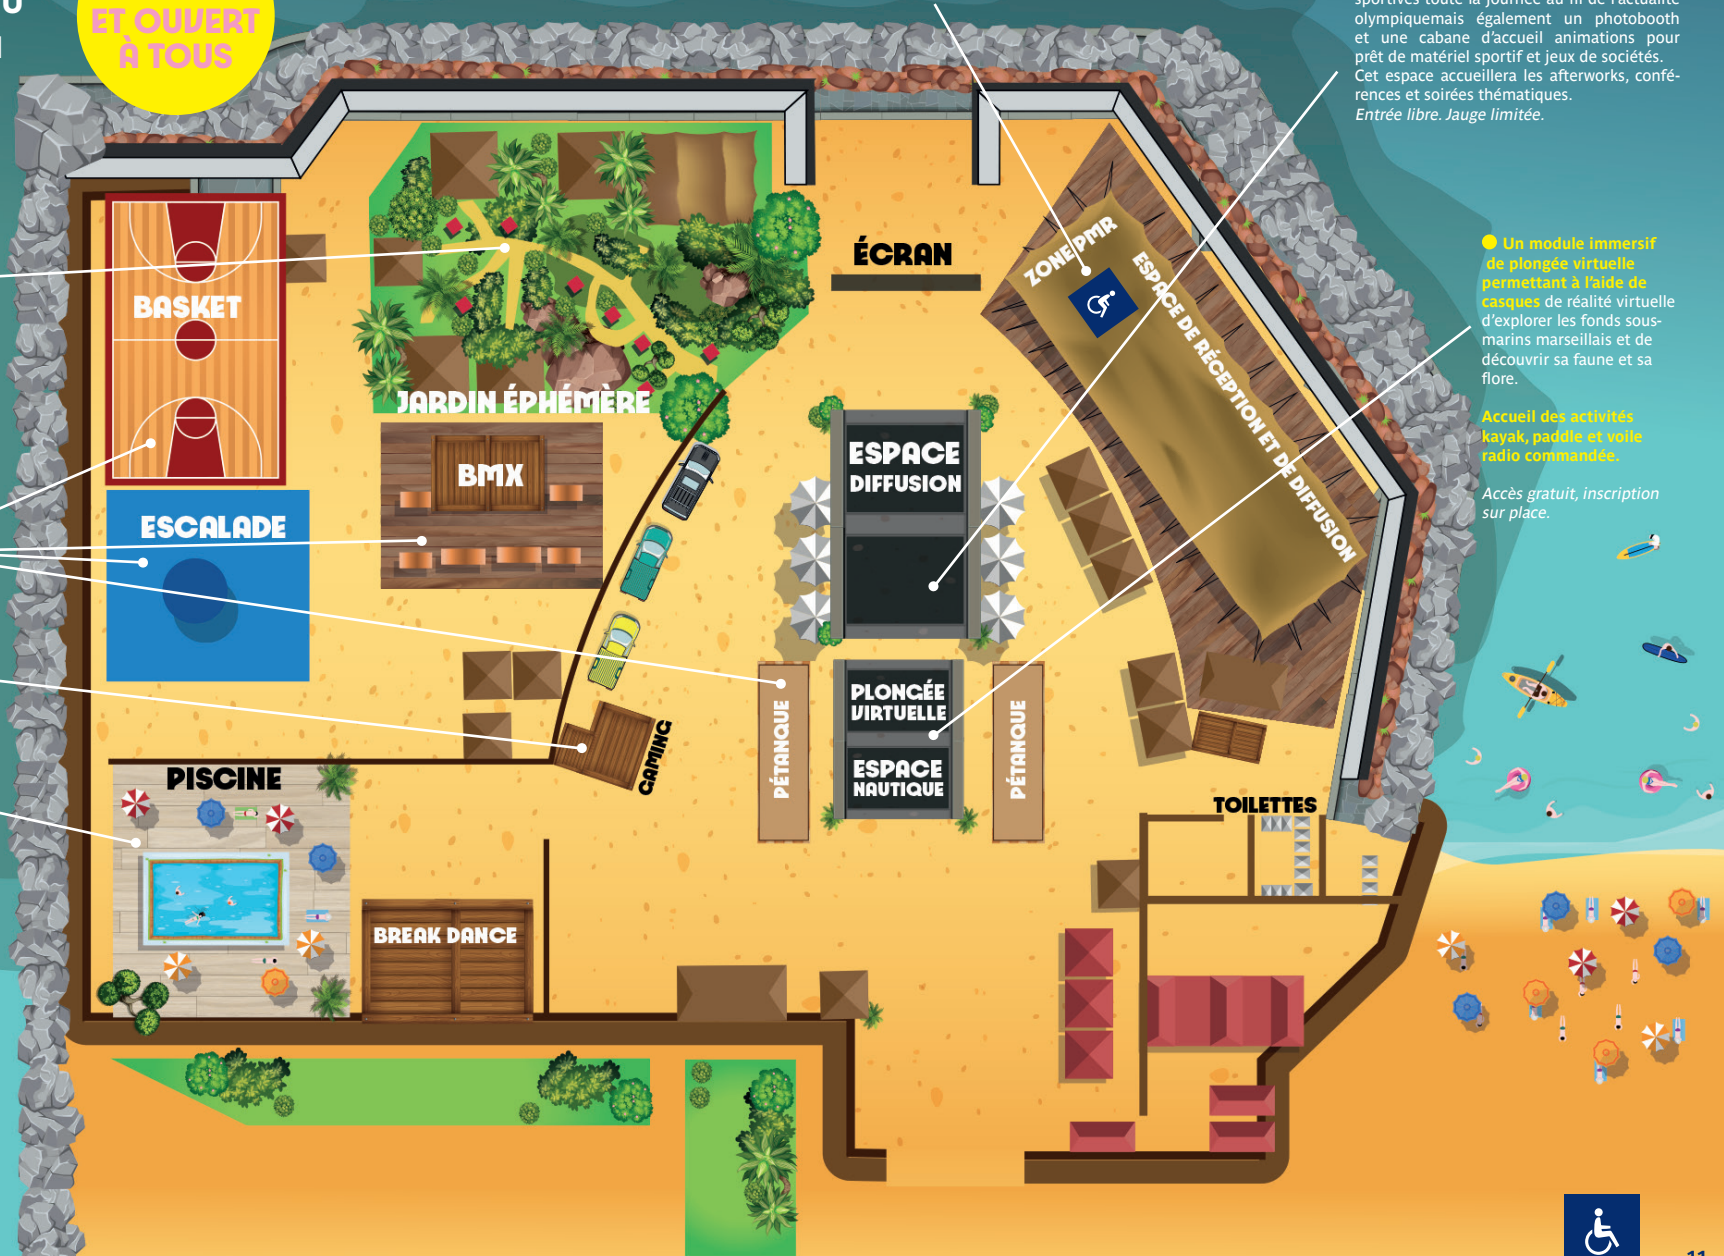 ET OUVERT
À TOUS
olympiquemais également un photobooth
et une cabane d'accueil animations pour
prêt de matériel sportif et jeux de sociétés.
Cet espace accueillera les afterworks, confé-
rences et soirées thématiques.
Entrée libre. Jauge limitée.
Un module immersif
de plongée virtuelle
permettant à l'aide de
casques de réalité virtuelle
d'explorer les fonds sous-
marins marseillais et de
découvrir sa faune et sa
flore.
Accueil des activités
kayak, paddle et voile
radio commandée.
Accès gratuit, inscription
sur place.
ÉCRAN
ZONE PMR
ESPACE DE RÉCEPTION ET DE DIFFUSION
BASKET
JARDIN ÉPHÉMÈRE
BMX
ESCALADE
ESPACE
DIFFUSION
PLONGÉE
VIRTUELLE
ESPACE
NAUTIQUE
PÉTANQUE
PÉTANQUE
GAMING
PISCINE
TOILETTES
BREAK DANCE